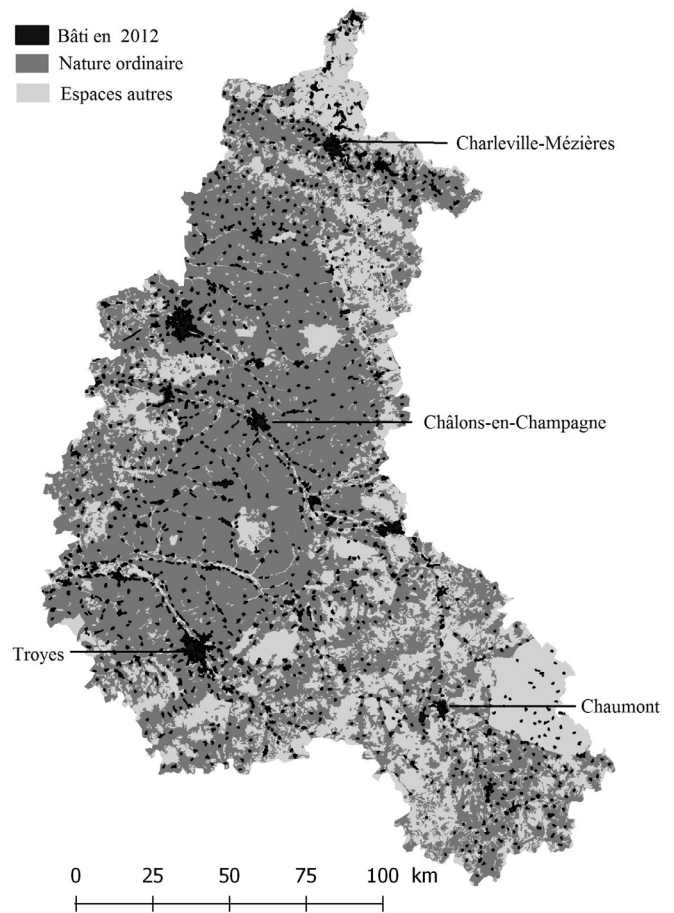 Bâti en 2012
Nature ordinaire
Espaces autres
Charleville-Mézières
Châlons-en-Champagne
Troyes
Chaumont
0 25 50 75 100 km